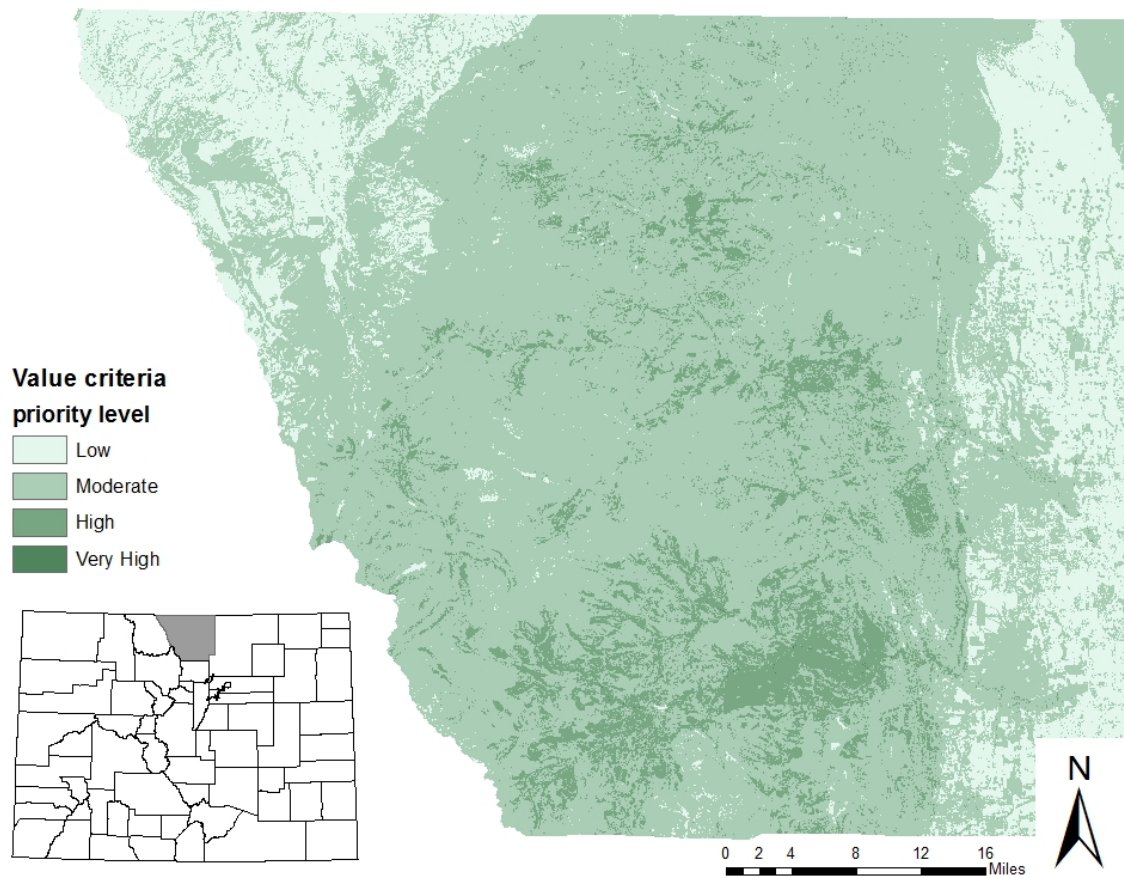 Value criteria
priority level
Low
Moderate
High
Very High
N
0 2 4 8 12 16
Miles